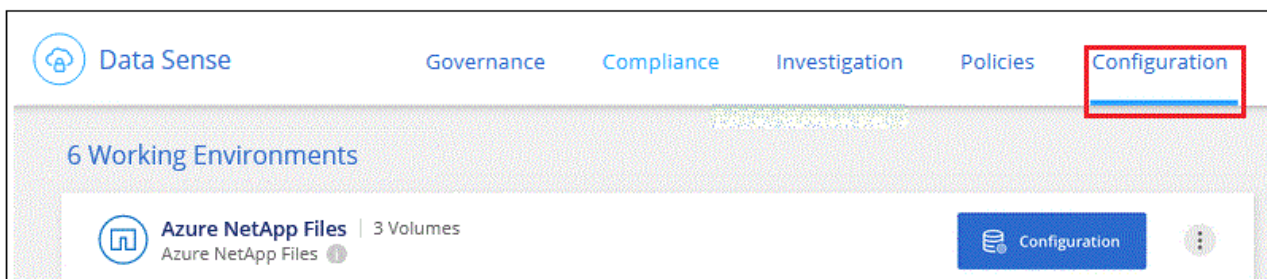 Data Sense
Governance Compliance Investigation Policies Configuration
6 Working Environments
Azure NetApp Files | 3 Volumes
Azure NetApp Files
Configuration